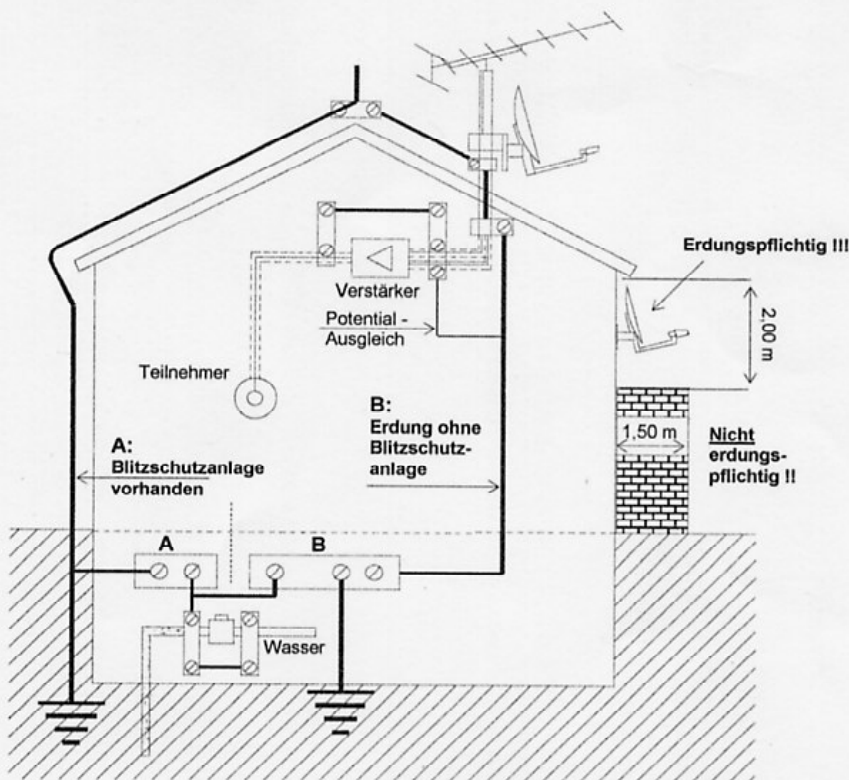 Erdungspflichtig !!!
Verstärker
Potential -
Ausgleich
2,00 m
Teilnehmer
B:
Erdung ohne
Blitzschutz-
anlage
1,50 m
Nicht
erdungs-
pflichtig !!
A:
Blitzschutzanlage
vorhanden
A
B
Wasser